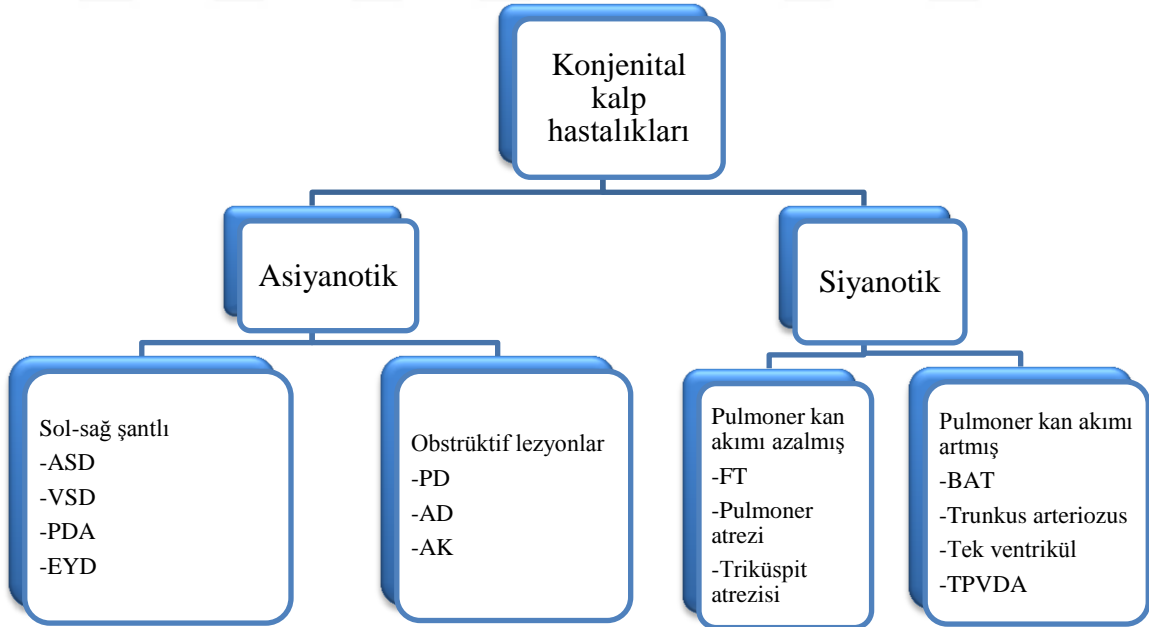 Konjenital
kalp
hastalıkları
Asiyanotik
Siyanotik
Sol-sağ şantlı
-ASD
-VSD
-PDA
-EYD
Obstrüktif lezyonlar
-PD
-AD
-AK
Pulmoner kan
akımı azalmış
-FT
-Pulmoner
atrezi
-Triküspit
atrezisi
Pulmoner kan akımı
artmış
-BAT
-Trunkus arteriozus
-Tek ventrikül
-TPVDA